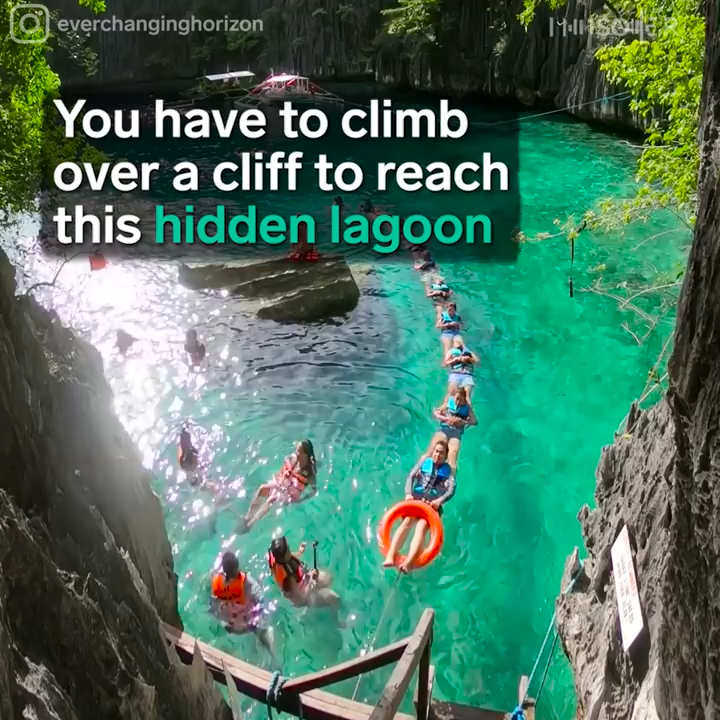 everchanginghorizon
You have to climb
over a cliff to reach
this hidden lagoon